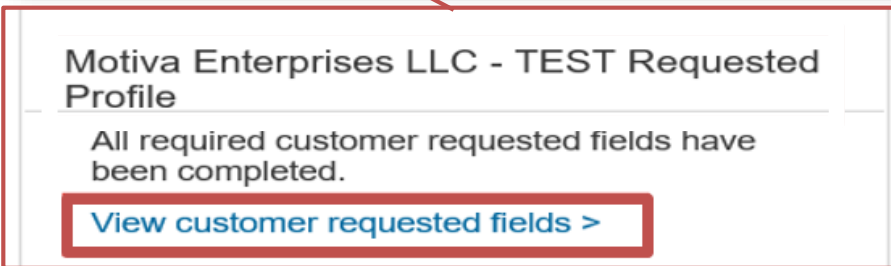 Motiva Enterprises LLC - TEST Requested
Profile
All required customer requested fields have
been completed.
View customer requested fields >